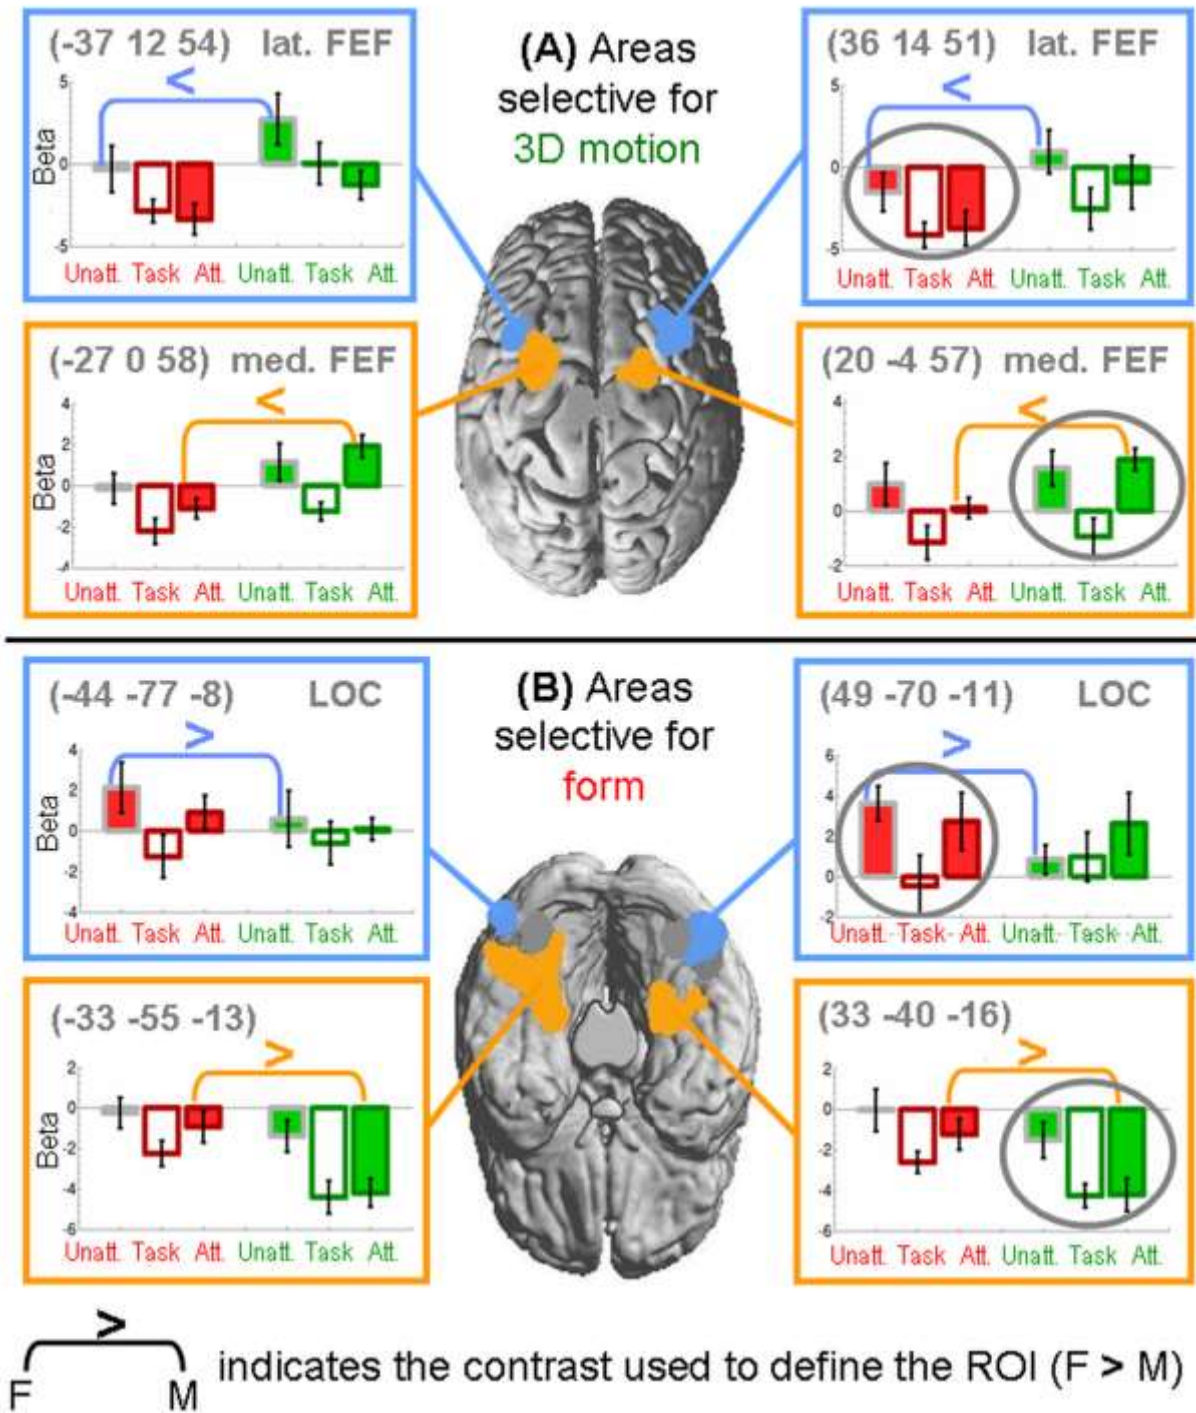 (-37 12 54) lat. FEF
<
5
0
-5
Beta
Unatt. Task Att. Unatt. Task Att.
(A) Areas
selective for
3D motion
(36 14 51) lat. FEF
<
5
0
-5
Unatt. Task Att. Unatt. Task Att.
(-27 0 58) med. FEF
<
4
2
0
-2
-4
Beta
Unatt. Task Att. Unatt. Task Att.
(20 -4 57) med. FEF
<
4
2
0
-2
Unatt. Task Att. Unatt. Task Att.
(-44 -77 -8) LOC
>
4
2
0
-2
-4
Beta
Unatt. Task Att. Unatt. Task Att.
(B) Areas
selective for
form
(49 -70 -11) LOC
>
6
4
2
0
-2
Unatt. Task Att. Unatt. Task Att.
(-33 -55 -13)
>
2
0
-2
-4
-6
Beta
Unatt. Task Att. Unatt. Task Att.
(33 -40 -16)
>
2
0
-2
-4
-6
Unatt. Task Att. Unatt. Task Att.
>
F M indicates the contrast used to define the ROI (F > M)